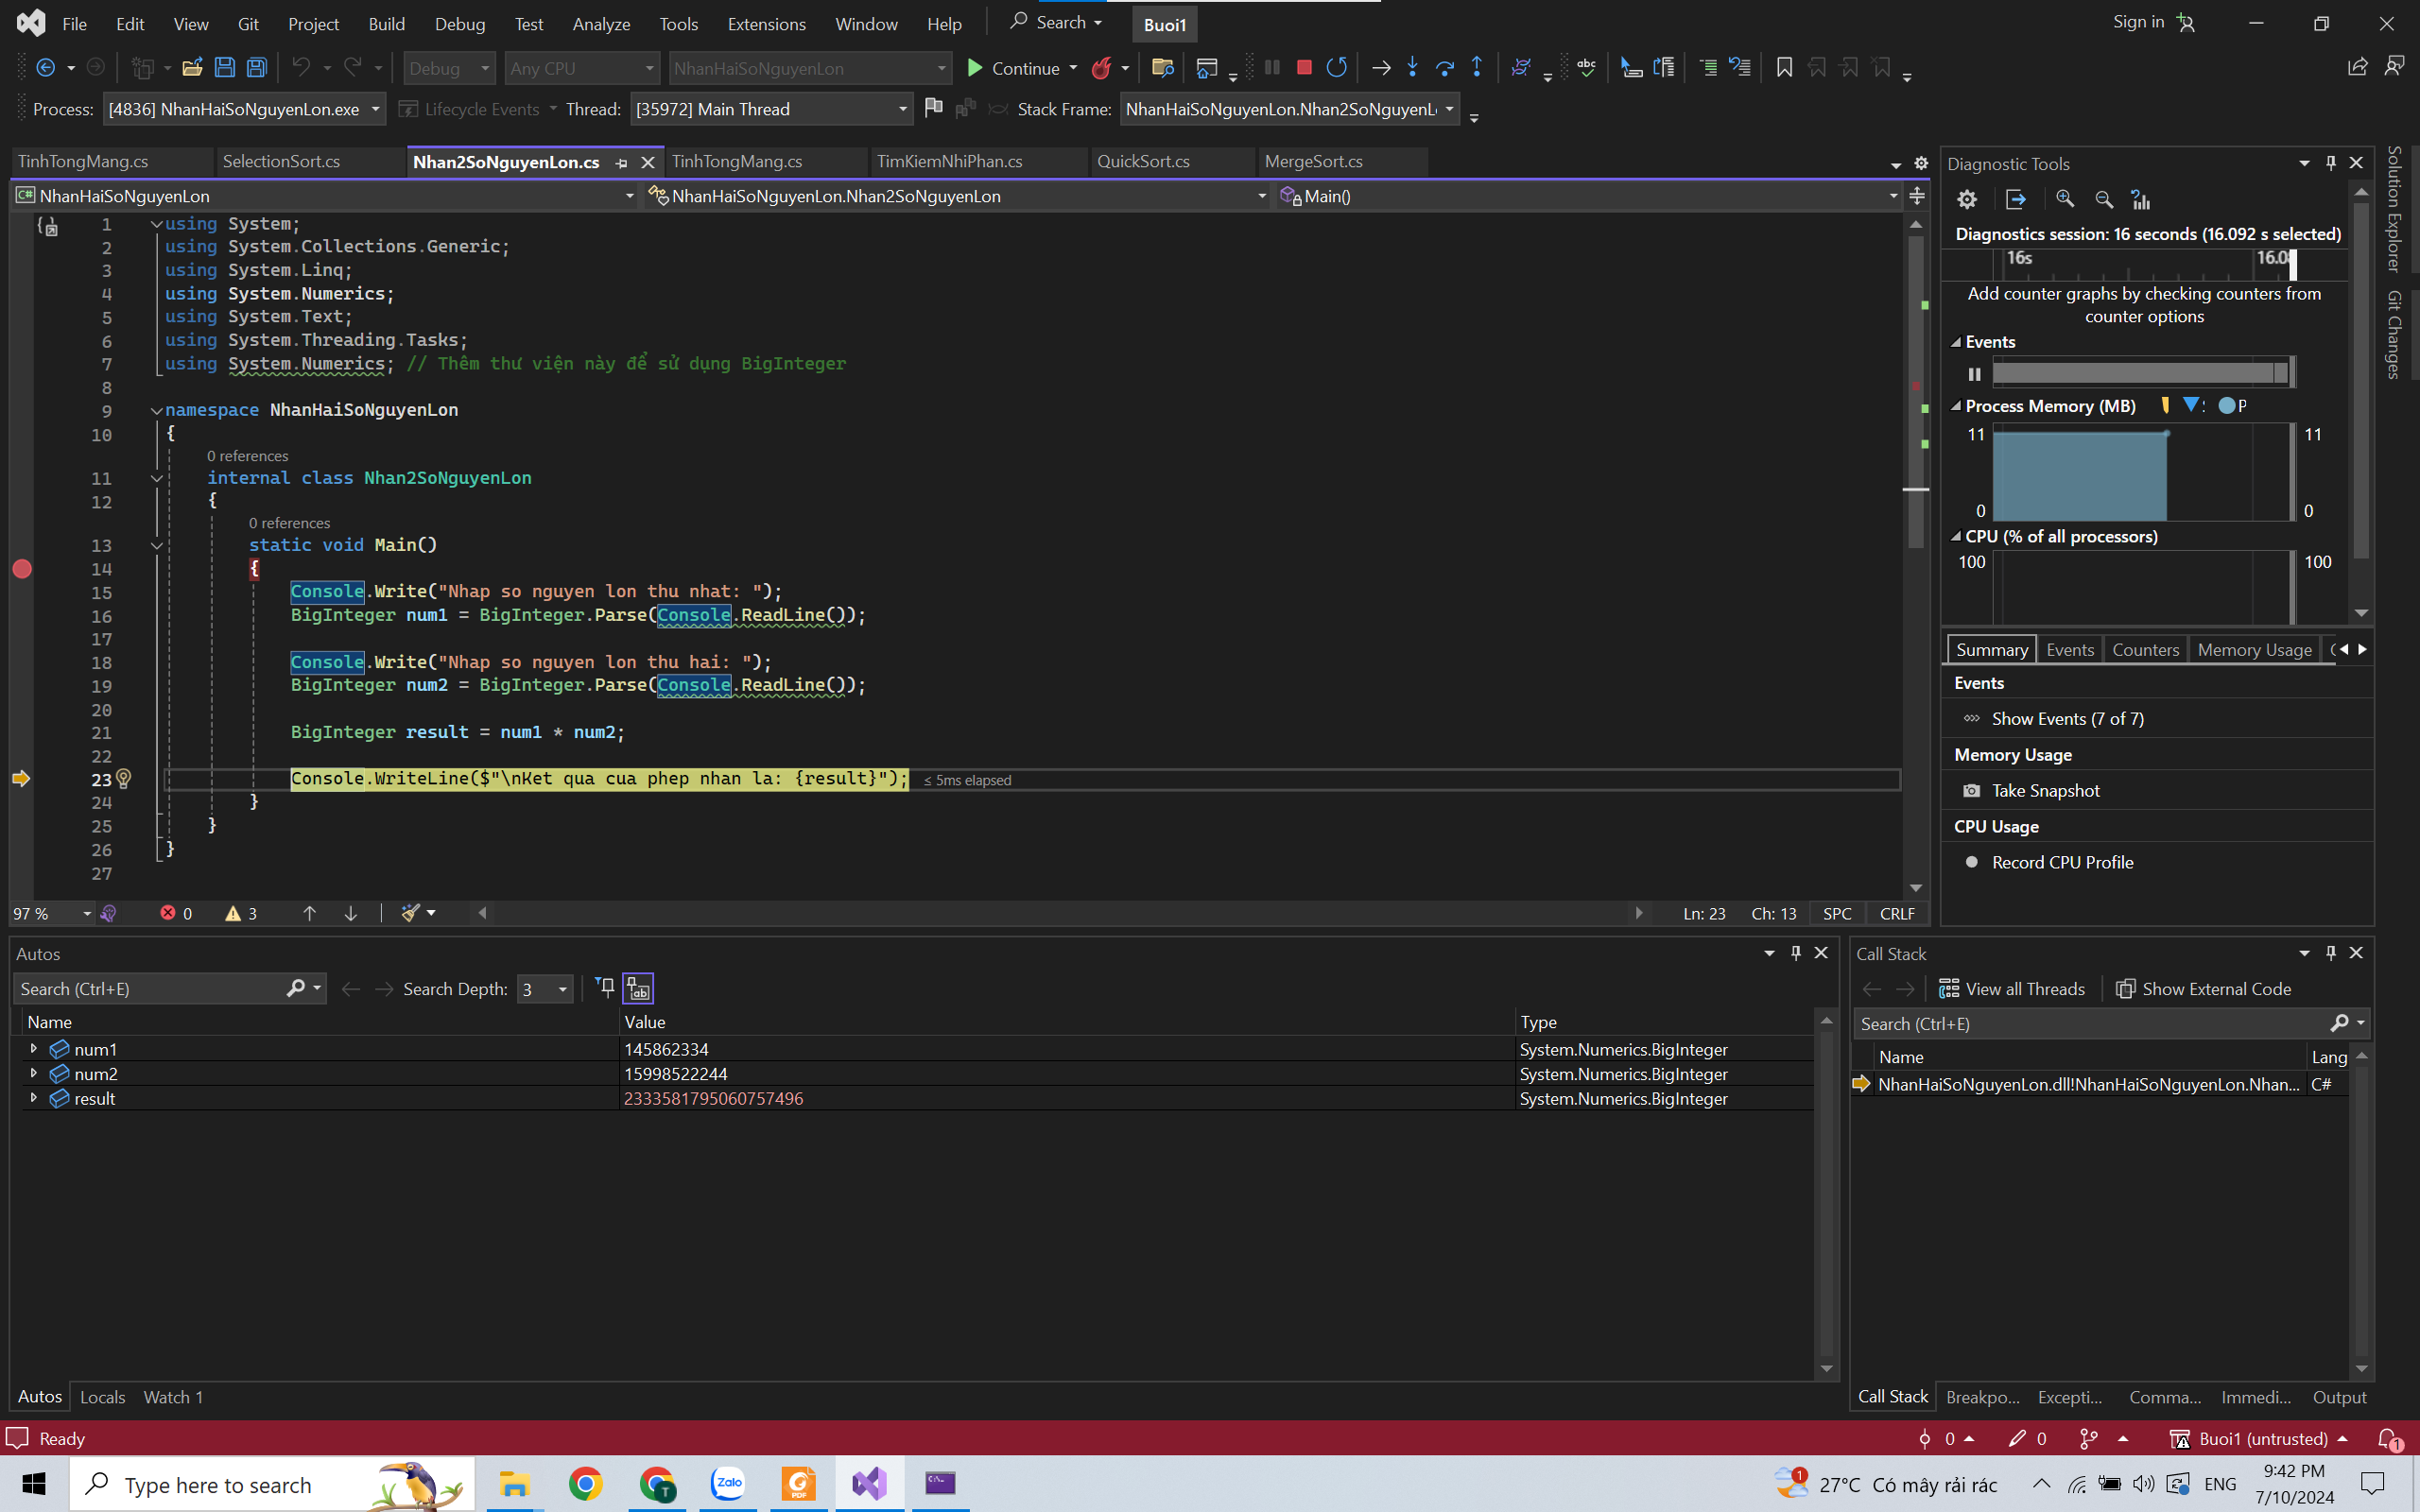 File Edit View Git Project Build Debug Test Analyze Tools Extensions Window Help Search Buoi1 Sign in
Debug Any CPU NhanHaiSoNguyenLon Continue
Process: [4836] NhanHaiSoNguyenLon.exe Lifecycle Events Thread: [35972] Main Thread Stack Frame: NhanHaiSoNguyenLon.Nhan2SoNguyenL
TinhTongMang.cs SelectionSort.cs Nhan2SoNguyenLon.cs TinhTongMang.cs TimKiemNhiPhan.cs QuickSort.cs MergeSort.cs
NhanHaiSoNguyenLon NhanHaiSoNguyenLon.Nhan2SoNguyenLon Main()
1 using System;
2 using System.Collections.Generic;
3 using System.Linq;
4 using System.Numerics;
5 using System.Text;
6 using System.Threading.Tasks;
7 using System.Numerics; // Thêm thư viện này để sử dụng BigInteger
8
9 namespace NhanHaiSoNguyenLon
10 {
0 references
11 internal class Nhan2SoNguyenLon
12 {
0 references
13 static void Main()
14 {
15 Console.Write("Nhap so nguyen lon thu nhat: ");
16 BigInteger num1 = BigInteger.Parse(Console.ReadLine());
17
18 Console.Write("Nhap so nguyen lon thu hai: ");
19 BigInteger num2 = BigInteger.Parse(Console.ReadLine());
20
21 BigInteger result = num1 * num2;
22
23 Console.WriteLine($"\nKet qua cua phep nhan la: {result}"); ≤ 5ms elapsed
24 }
25 }
26 }
27
97 % 0 3 Ln: 23 Ch: 13 SPC CRLF
Diagnostic Tools
Diagnostics session: 16 seconds (16.092 s selected)
16s 16.08
Add counter graphs by checking counters from
counter options
Events
Process Memory (MB) P
11 11
0 0
CPU (% of all processors)
100 100
Summary Events Counters Memory Usage
Events
Show Events (7 of 7)
Memory Usage
Take Snapshot
CPU Usage
Record CPU Profile
Solution Explorer
Git Changes
Autos
Search (Ctrl+E) Search Depth: 3
Name Value Type
num1 145862334 System.Numerics.BigInteger
num2 15998522244 System.Numerics.BigInteger
result 2333581795060757496 System.Numerics.BigInteger
Autos Locals Watch 1
Call Stack
View all Threads Show External Code
Search (Ctrl+E)
Name Lang
NhanHaiSoNguyenLon.dll!NhanHaiSoNguyenLon.Nhan... C#
Call Stack Breakpo... Excepti... Comma... Immedi... Output
Ready 0 0 Buoi1 (untrusted) 1
Type here to search Zalo PDF 1 27°C Có mây rải rác ENG 9:42 PM
7/10/2024